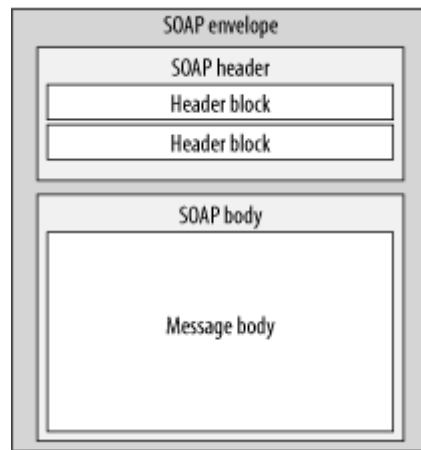 SOAP envelope
SOAP header
Header block
Header block
SOAP body
Message body